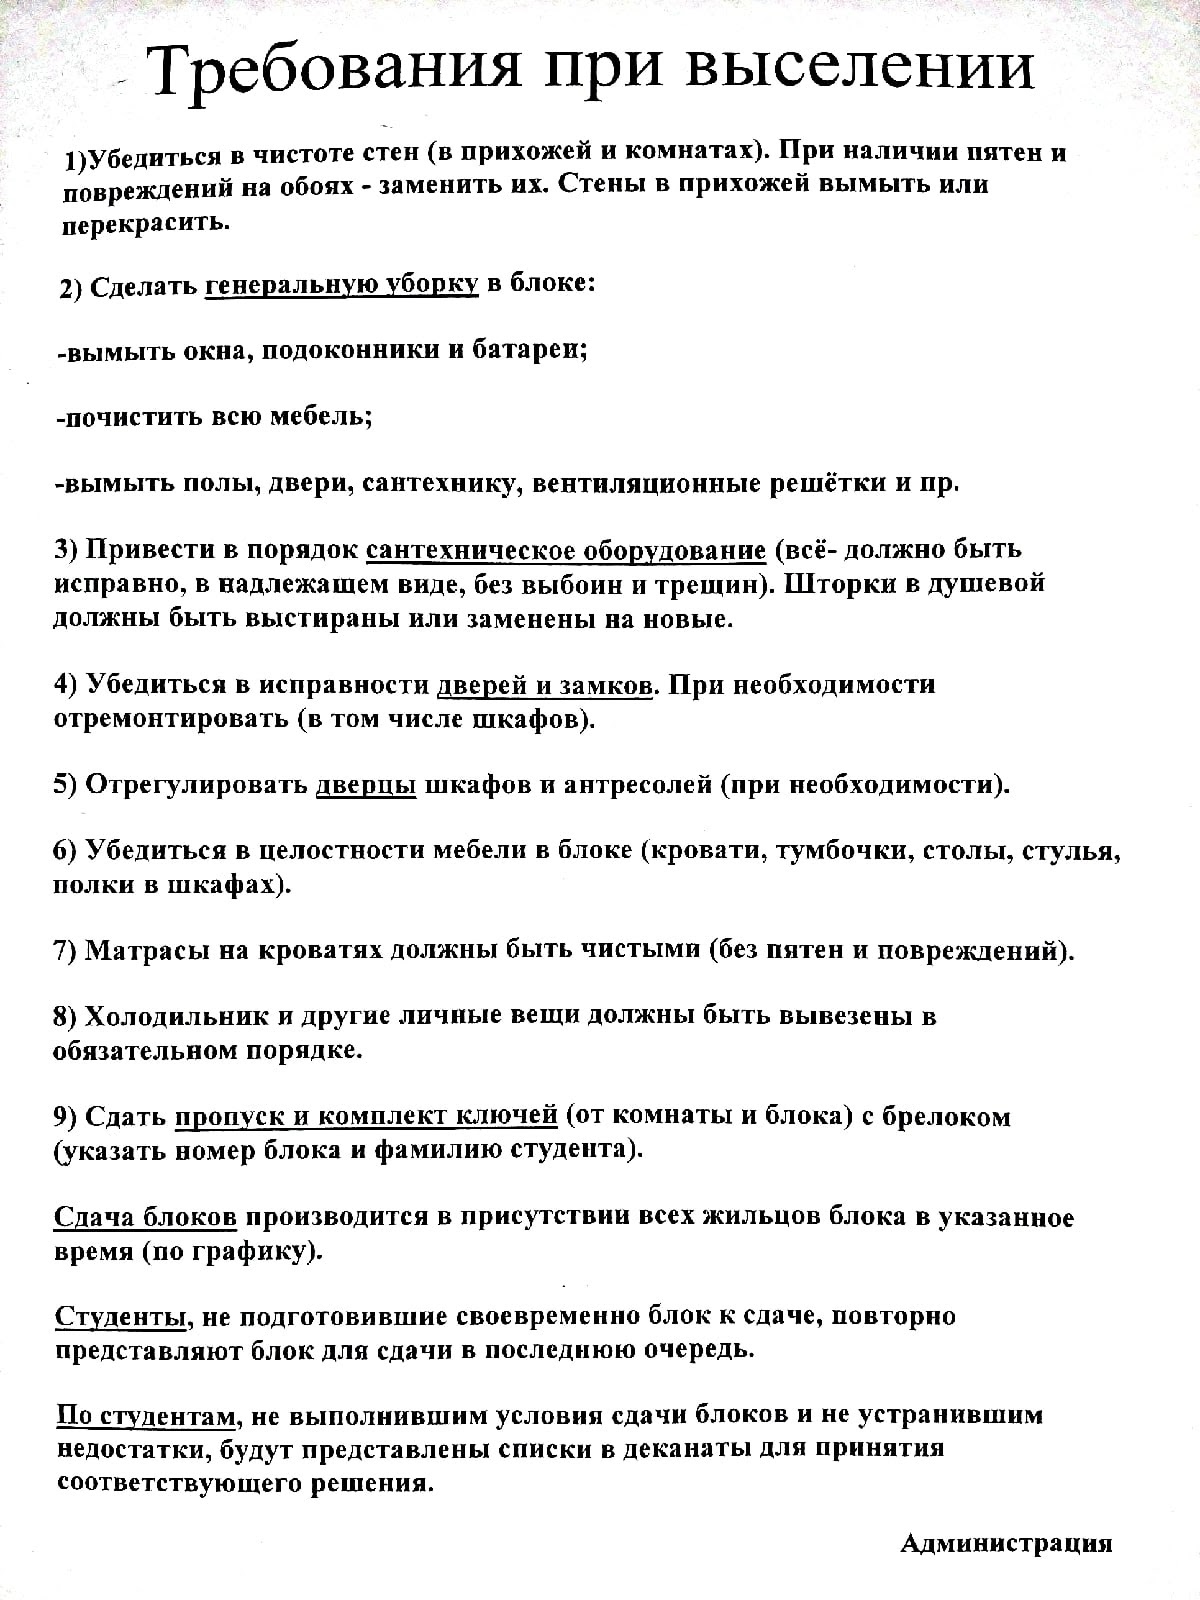 Требования при выселении
1)Убедиться в чистоте стен (в прихожей и комнатах). При наличии пятен и
повреждений на обоях - заменить их. Стены в прихожей вымыть или
перекрасить.
2) Сделать генеральную уборку в блоке:
-вымыть окна, подоконники и батареи;
-почистить всю мебель;
-вымыть полы, двери, сантехнику, вентиляционные решётки и пр.
3) Привести в порядок сантехническое оборудование (всё- должно быть
исправно, в надлежащем виде, без выбоин и трещин). Шторки в душевой
должны быть выстираны или заменены на новые.
4) Убедиться в исправности дверей и замков. При необходимости
отремонтировать (в том числе шкафов).
5) Отрегулировать дверцы шкафов и антресолей (при необходимости).
6) Убедиться в целостности мебели в блоке (кровати, тумбочки, столы, стулья,
полки в шкафах).
7) Матрасы на кроватях должны быть чистыми (без пятен и повреждений).
8) Холодильник и другие личные вещи должны быть вывезены в
обязательном порядке.
9) Сдать пропуск и комплект ключей (от комнаты и блока) с брелоком
(указать номер блока и фамилию студента).
Сдача блоков производится в присутствии всех жильцов блока в указанное
время (по графику).
Студенты, не подготовившие своевременно блок к сдаче, повторно
представляют блок для сдачи в последнюю очередь.
По студентам, не выполнившим условия сдачи блоков и не устранившим
недостатки, будут представлены списки в деканаты для принятия
соответствующего решения.
Администрация